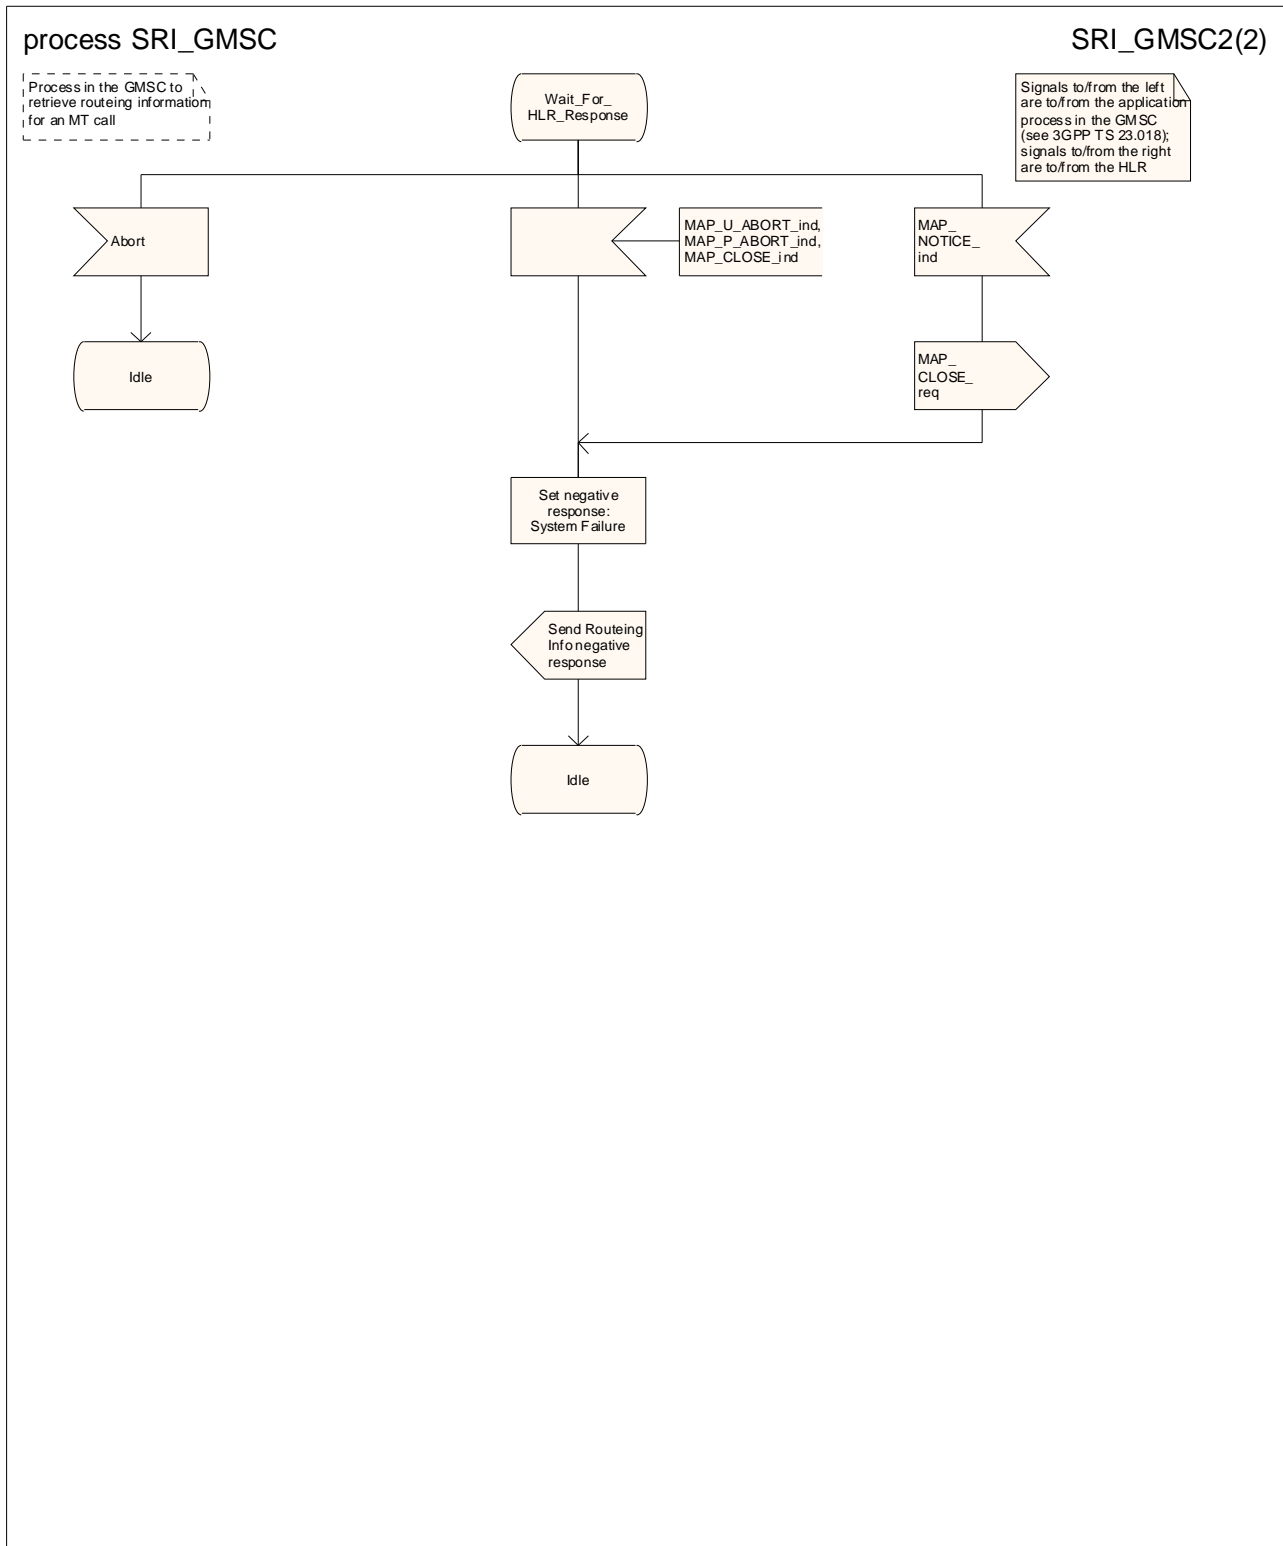 process SRI_GMSC
SRI_GMSC2(2)
Process in the GMSC to
retrieve routeing information
for an MT call
Wait_For_
HLR_Response
Signals to/from the left
are to/from the application
process in the GMSC
(see 3GPP TS 23.018);
signals to/from the right
are to/from the HLR
Abort
MAP_U_ABORT_ind,
MAP_P_ABORT_ind,
MAP_CLOSE_ind
MAP_
NOTICE_
ind
Idle
MAP_
CLOSE_
req
Set negative
response:
System Failure
Send Routeing
Info negative
response
Idle